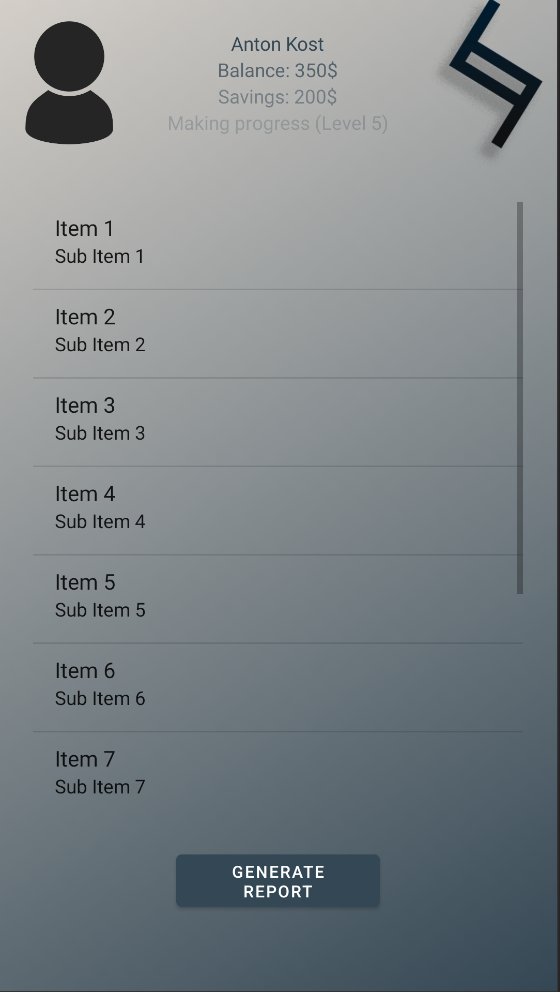 Anton Kost
Balance: 350$
Savings: 200$
Making progress (Level 5)
Item 1
Sub Item 1
Item 2
Sub Item 2
Item 3
Sub Item 3
Item 4
Sub Item 4
Item 5
Sub Item 5
Item 6
Sub Item 6
Item 7
Sub Item 7
GENERATE
REPORT